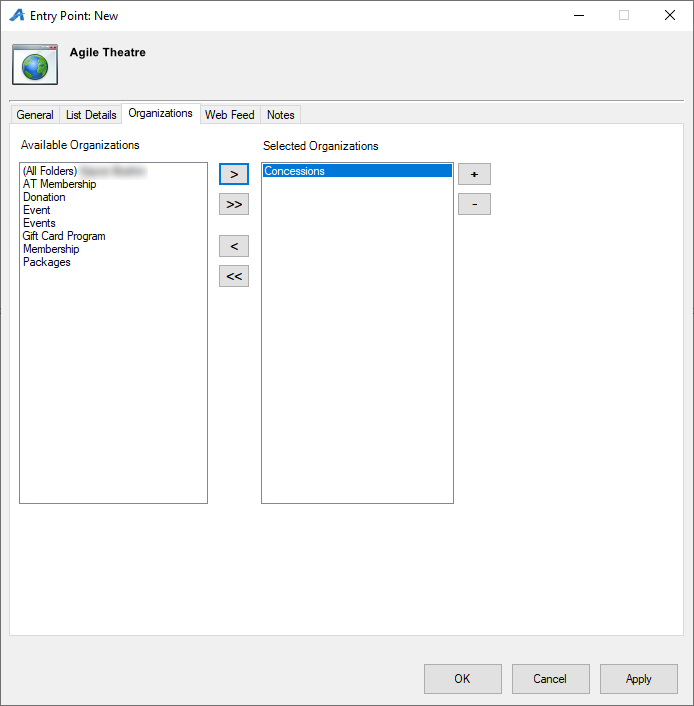 Entry Point: New
Agile Theatre
General List Details Organizations Web Feed Notes
Available Organizations
Selected Organizations
(All Folders)
AT Membership
Donation
Event
Events
Gift Card Program
Membership
Packages
>
>>
<
<<
Concessions
+
-
OK Cancel Apply